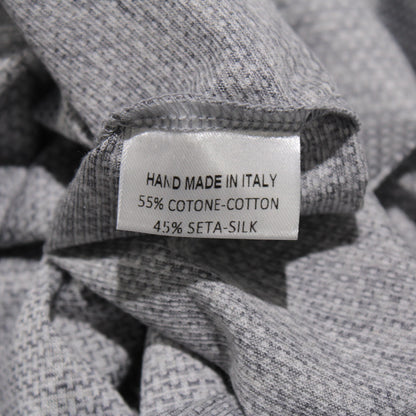 HAND MADE IN ITALY
55% COTONE-COTTON
45% SETA-SILK